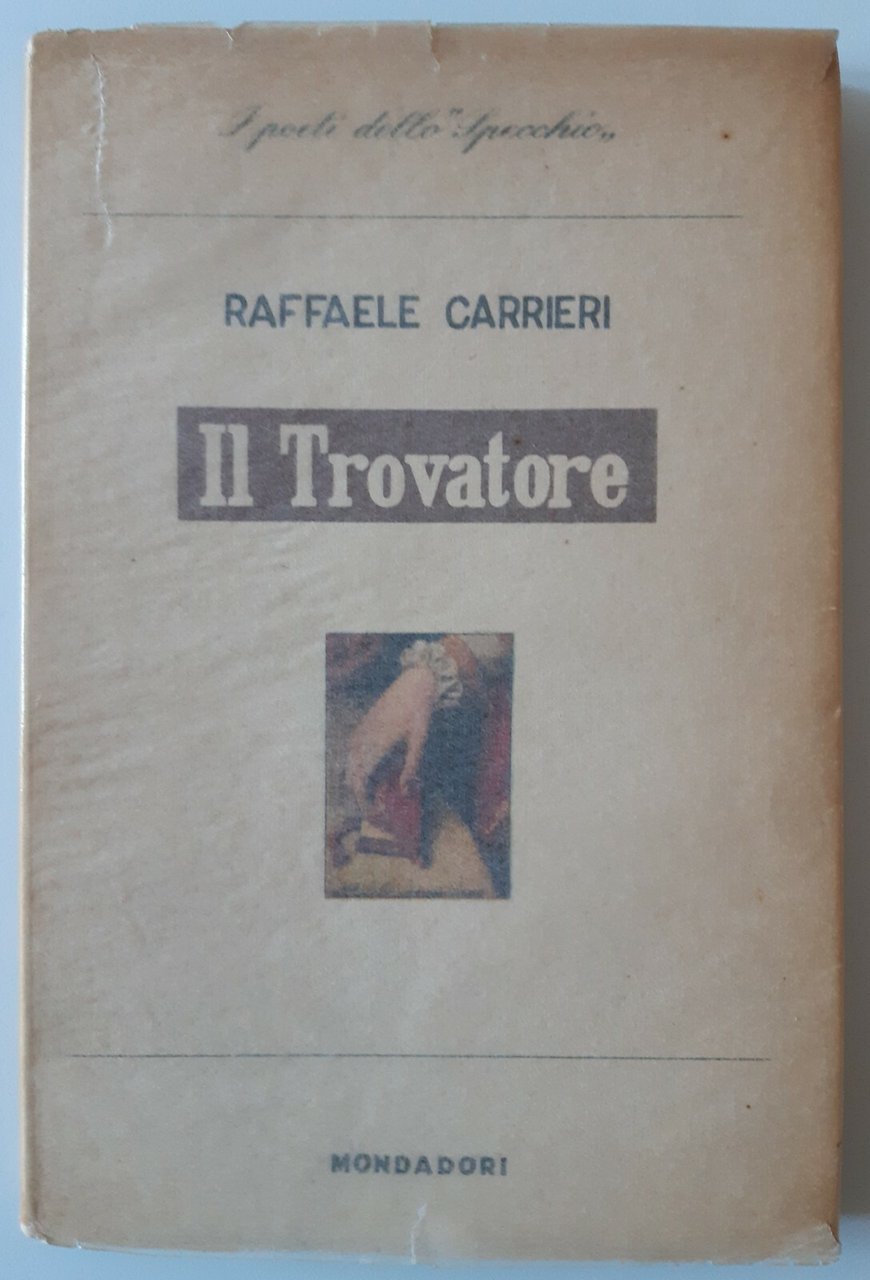 I poeti dello "Specchio„
RAFFAELE CARRIERI
Il Trovatore
MONDADORI